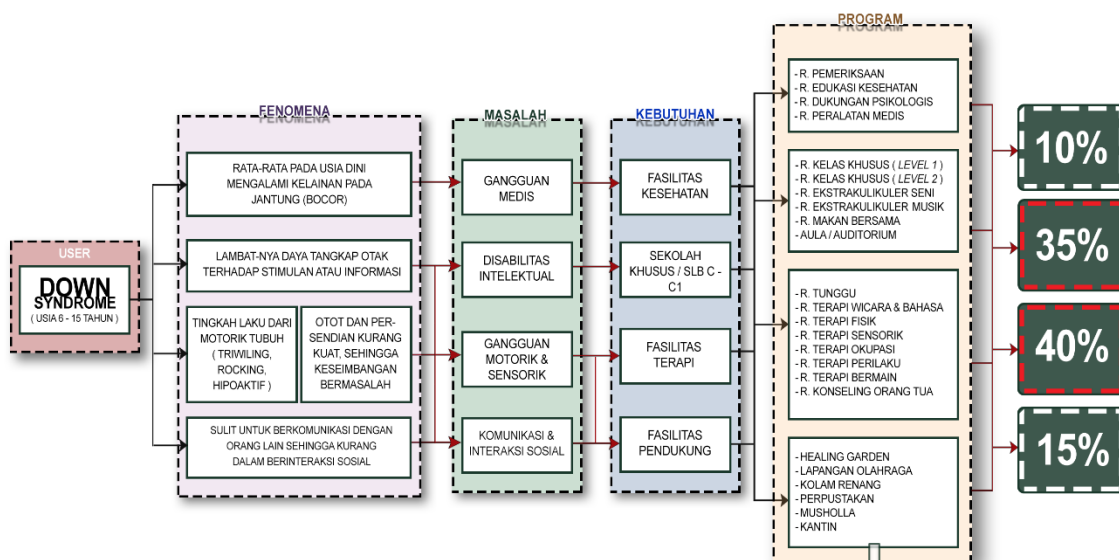 USER
DOWN
SYNDROME
( USIA 6 - 15 TAHUN )
FENOMENA
RATA-RATA PADA USIA DINI
MENGALAMI KELAINAN PADA
JANTUNG (BOCOR)
LAMBAT-NYA DAYA TANGKAP OTAK
TERHADAP STIMULAN ATAU INFORMASI
TINGKAH LAKU DARI
MOTORIK TUBUH
( TRIWILING,
ROCKING,
HIPOAKTIF )
OTOT DAN PER-
SENDIAN KURANG
KUAT, SEHINGGA
KESEIMBANGAN
BERMASALAH
SULIT UNTUK BERKOMUNIKASI DENGAN
ORANG LAIN SEHINGGA KURANG
DALAM BERINTERAKSI SOSIAL
MASALAH
GANGGUAN
MEDIS
DISABILITAS
INTELEKTUAL
GANGGUAN
MOTORIK &
SENSORIK
KOMUNIKASI &
INTERAKSI SOSIAL
KEBUTUHAN
FASILITAS
KESEHATAN
SEKOLAH
KHUSUS / SLB C -
C1
FASILITAS
TERAPI
FASILITAS
PENDUKUNG
PROGRAM
- R. PEMERIKSAAN
- R. EDUKASI KESEHATAN
- R. DUKUNGAN PSIKOLOGIS
- R. PERALATAN MEDIS
- R. KELAS KHUSUS ( LEVEL 1 )
- R. KELAS KHUSUS ( LEVEL 2 )
- R. EKSTRAKULIKULER SENI
- R. EKSTRAKULIKULER MUSIK
- R. MAKAN BERSAMA
- AULA / AUDITORIUM
- R. TUNGGU
- R. TERAPI WICARA & BAHASA
- R. TERAPI FISIK
- R. TERAPI SENSORIK
- R. TERAPI OKUPASI
- R. TERAPI PERILAKU
- R. TERAPI BERMAIN
- R. KONSELING ORANG TUA
- HEALING GARDEN
- LAPANGAN OLAHRAGA
- KOLAM RENANG
- PERPUSTAKAN
- MUSHOLLA
- KANTIN
10%
35%
40%
15%